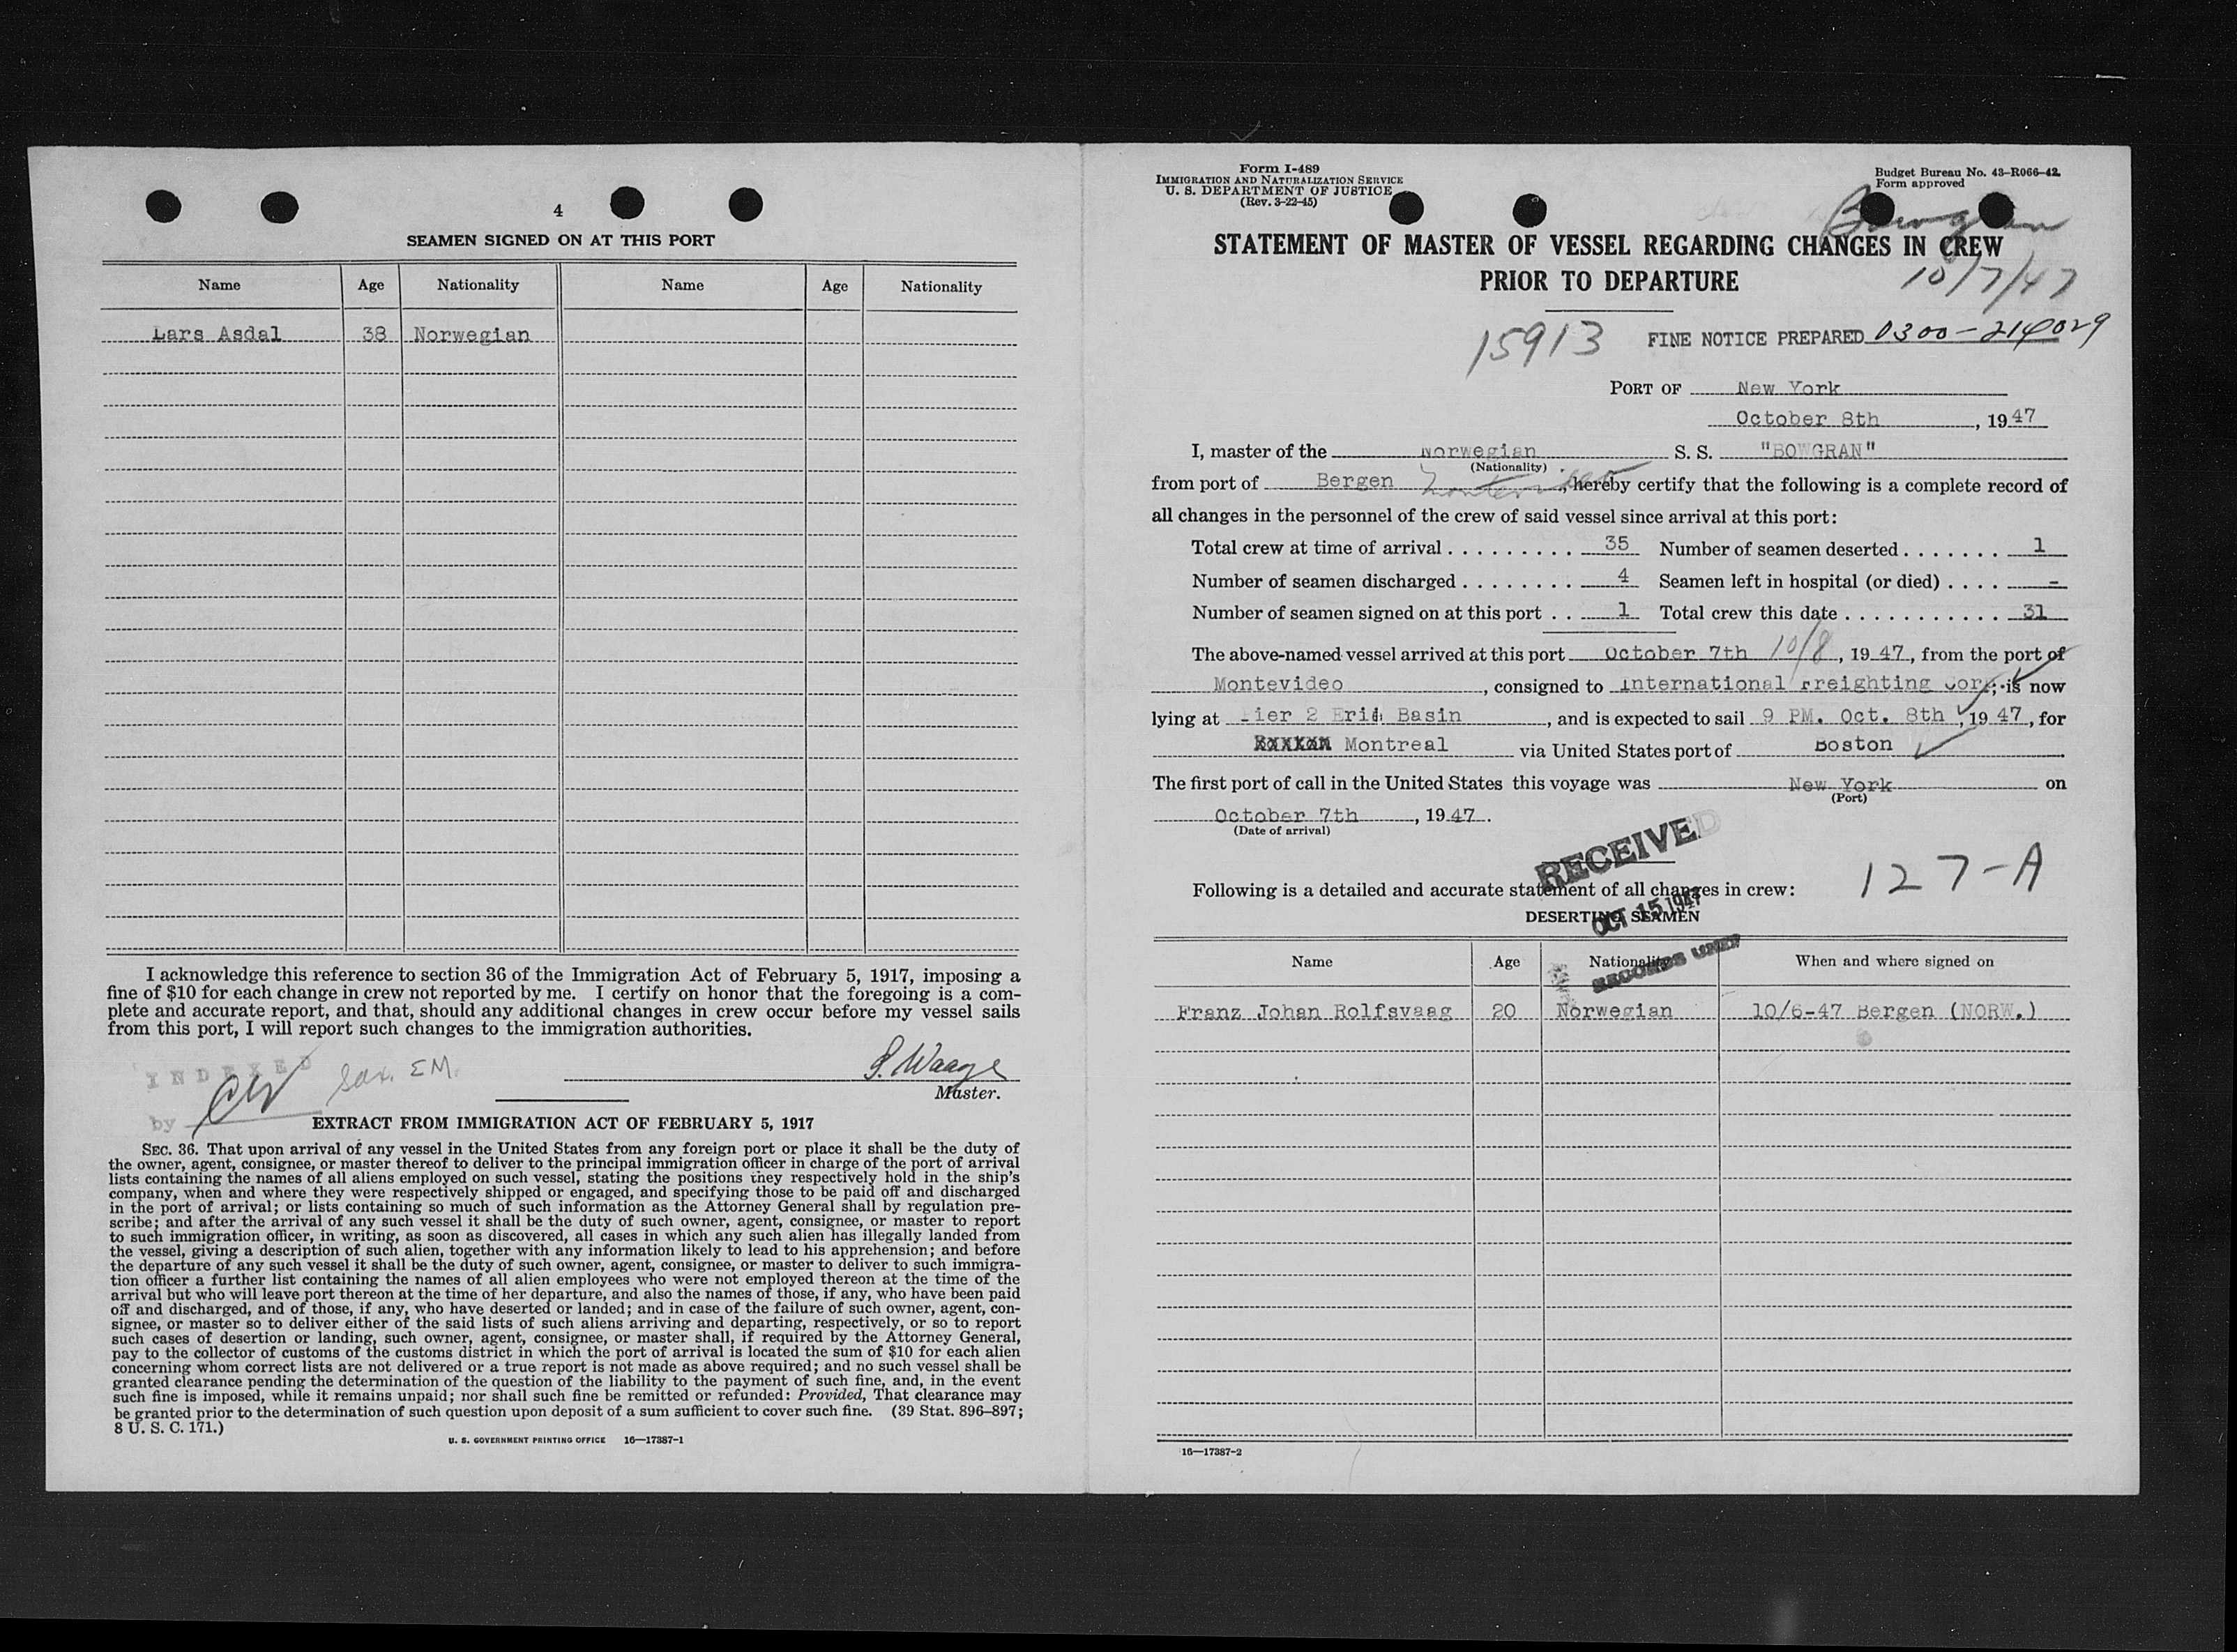 4
SEAMEN SIGNED ON AT THIS PORT
Name Age Nationality Name Age Nationality
Lars Asdal 38 Norwegian
I acknowledge this reference to section 36 of the Immigration Act of February 5, 1917, imposing a
fine of $10 for each change in crew not reported by me. I certify on honor that the foregoing is a com-
plete and accurate report, and that, should any additional changes in crew occur before my vessel sails
from this port, I will report such changes to the immigration authorities.
INDEXED
by
EM.
S. Waage
Master.
EXTRACT FROM IMMIGRATION ACT OF FEBRUARY 5, 1917
SEC. 36. That upon arrival of any vessel in the United States from any foreign port or place it shall be the duty of
the owner, agent, consignee, or master thereof to deliver to the principal immigration officer in charge of the port of arrival
lists containing the names of all aliens employed on such vessel, stating the positions they respectively hold in the ship's
company, when and where they were respectively shipped or engaged, and specifying those to be paid off and discharged
in the port of arrival; or lists containing so much of such information as the Attorney General shall by regulation pre-
scribe; and after the arrival of any such vessel it shall be the duty of such owner, agent, consignee, or master to report
to such immigration officer, in writing, as soon as discovered, all cases in which any such alien has illegally landed from
the vessel, giving a description of such alien, together with any information likely to lead to his apprehension; and before
the departure of any such vessel it shall be the duty of such owner, agent, consignee, or master to deliver to such immigra-
tion officer a further list containing the names of all alien employees who were not employed thereon at the time of the
arrival but who will leave port thereon at the time of her departure, and also the names of those, if any, who have been paid
off and discharged, and of those, if any, who have deserted or landed; and in case of the failure of such owner, agent, con-
signee, or master so to deliver either of the said lists of such aliens arriving and departing, respectively, or so to report
such cases of desertion or landing, such owner, agent, consignee, or master shall, if required by the Attorney General,
pay to the collector of customs of the customs district in which the port of arrival is located the sum of $10 for each alien
concerning whom correct lists are not delivered or a true report is not made as above required; and no such vessel shall be
granted clearance pending the determination of the question of the liability to the payment of such fine, and, in the event
such fine is imposed, while it remains unpaid; nor shall such fine be remitted or refunded: Provided, That clearance may
be granted prior to the determination of such question upon deposit of a sum sufficient to cover such fine. (39 Stat. 896–897;
8 U. S. C. 171.)
U. S. GOVERNMENT PRINTING OFFICE 16—17387-1
Form I-489
IMMIGRATION AND NATURALIZATION SERVICE
U. S. DEPARTMENT OF JUSTICE
(Rev. 3-22-45)
Budget Bureau No. 43-R066-42.
Form approved
Bowgran
STATEMENT OF MASTER OF VESSEL REGARDING CHANGES IN CREW
PRIOR TO DEPARTURE
10/7/47
15913 FINE NOTICE PREPARED 0300-214029
PORT OF New York
October 8th, 1947
I, master of the Norwegian S. S. "BOWGRAN"
(Nationality)
from port of Bergen Montevideo, hereby certify that the following is a complete record of
all changes in the personnel of the crew of said vessel since arrival at this port:
Total crew at time of arrival . . . . . . . . . 35 Number of seamen deserted . . . . . . . 1
Number of seamen discharged . . . . . . . . 4 Seamen left in hospital (or died) . . . . -
Number of seamen signed on at this port . . 1 Total crew this date . . . . . . . . . . . 31
The above-named vessel arrived at this port October 7th 10/8, 1947, from the port of
Montevideo, consigned to International Freighting Corp; is now
lying at Pier 2 Erie Basin, and is expected to sail 9 PM. Oct. 8th, 1947, for
Montreal via United States port of Boston
The first port of call in the United States this voyage was New York on
(Port)
October 7th, 1947.
(Date of arrival)
RECEIVED
Following is a detailed and accurate statement of all changes in crew: 127-A
OCT 15 1947
DESERTING SEAMEN
RECORDS UNIT
Name Age Nationality When and where signed on
Franz Johan Rolfsvaag 20 Norwegian 10/6-47 Bergen (NORW.)
16—17387-2